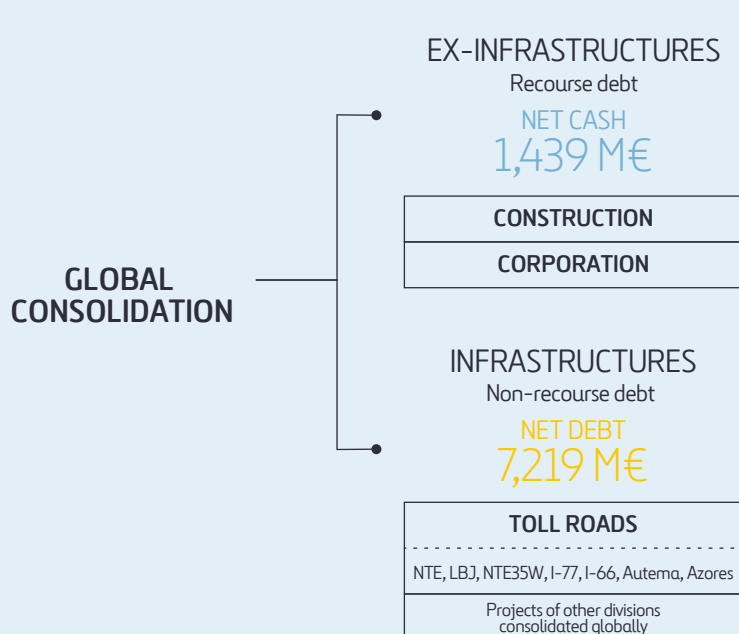 GLOBAL
CONSOLIDATION
EX-INFRASTRUCTURES
Recourse debt
NET CASH
1,439 M€
CONSTRUCTION
CORPORATION
INFRASTRUCTURES
Non-recourse debt
NET DEBT
7,219 M€
TOLL ROADS
NTE, LBJ, NTE35W, I-77, I-66, Autema, Azores
Projects of other divisions
consolidated globally